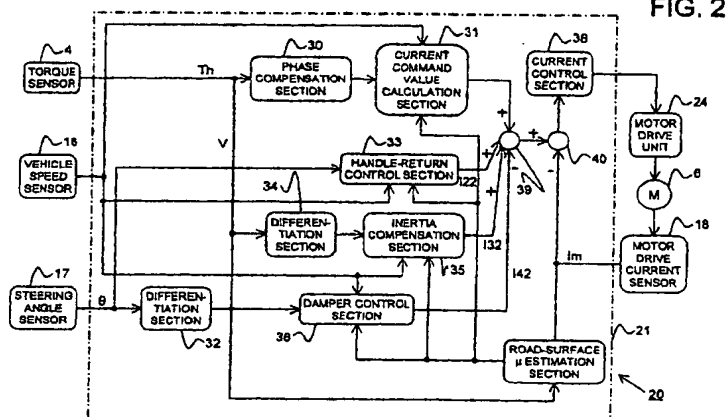 FIG. 2
4
TORQUE
SENSOR
Th
30
PHASE
COMPENSATION
SECTION
31
CURRENT
COMMAND
VALUE
CALCULATION
SECTION
38
CURRENT
CONTROL
SECTION
24
MOTOR
DRIVE
UNIT
16
VEHICLE
SPEED
SENSOR
V
33
HANDLE-RETURN
CONTROL SECTION
I22
+
+
+
-
39
+
-
40
M
6
34
DIFFEREN-
TIATION
SECTION
INERTIA
COMPENSATION
SECTION
35
I32
I42
Im
18
MOTOR
DRIVE
CURRENT
SENSOR
17
STEERING
ANGLE
SENSOR
θ
DIFFEREN-
TIATION
SECTION
32
DAMPER CONTROL
SECTION
36
ROAD-SURFACE
μ ESTIMATION
SECTION
21
20